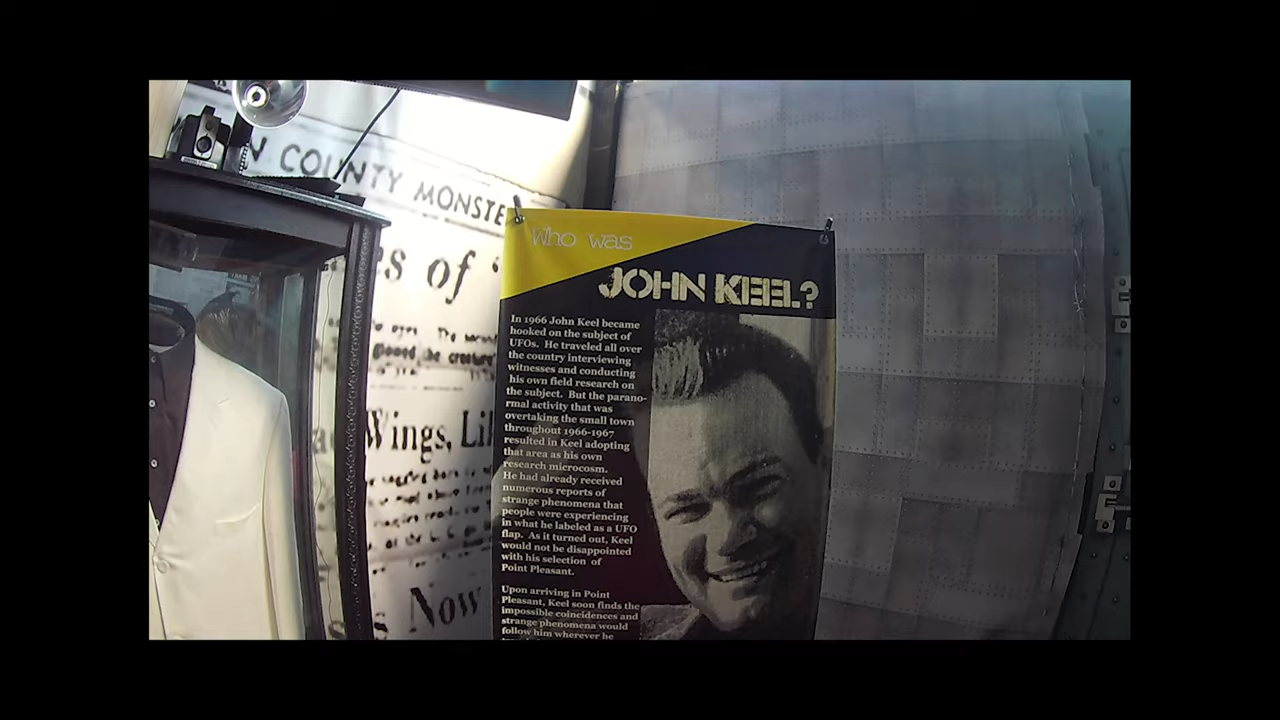 COUNTY MONSTE
es of '
Wings, Li
Now
who was
JOHN KEEL?
In 1966 John Keel became
hooked on the subject of
UFOs. He traveled all over
the country interviewing
witnesses and conducting
his own field research on
the subject. But the parano-
rmal activity that was
overtaking the small town
throughout 1966-1967
resulted in Keel adopting
that area as his own
research microcosm.
He had already received
numerous reports of
strange phenomena that
people were experiencing
in what he labeled as a UFO
flap. As it turned out, Keel
would not be disappointed
with his selection of
Point Pleasant.
Upon arriving in Point
Pleasant, Keel soon finds the
impossible coincidences and
strange phenomena would
follow him wherever he